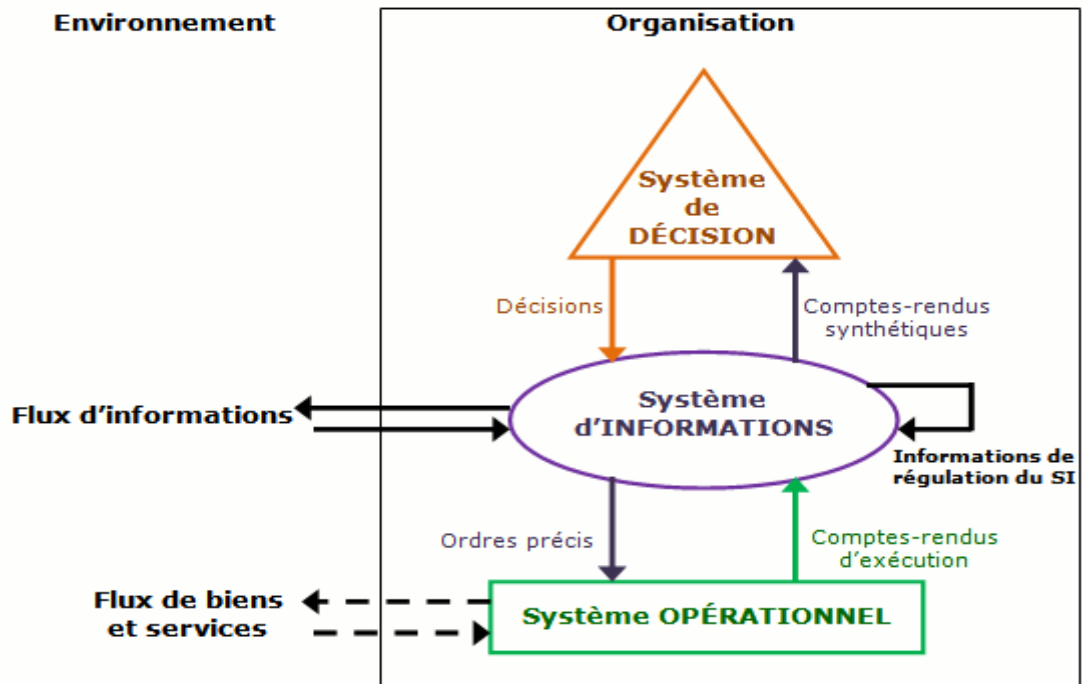 Environnement
Organisation
Système
de
DÉCISION
Décisions
Comptes-rendus
synthétiques
Flux d’informations
Système
d’INFORMATIONS
Informations de
régulation du SI
Ordres précis
Comptes-rendus
d’exécution
Flux de biens
et services
Système OPÉRATIONNEL